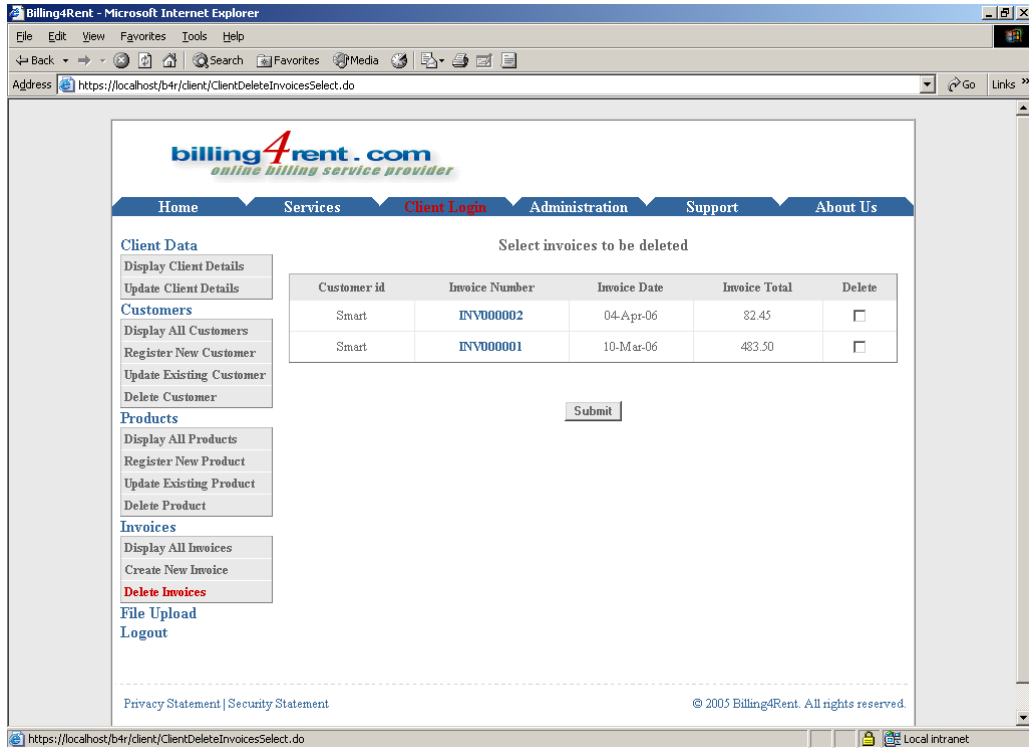 Billing4Rent - Microsoft Internet Explorer
File Edit View Favorites Tools Help
Back Search Favorites Media
Address https://localhost/b4r/client/ClientDeleteInvoicesSelect.do Go Links »
billing4rent.com
online billing service provider
Home Services Client Login Administration Support About Us
Client Data
Display Client Details
Update Client Details
Customers
Display All Customers
Register New Customer
Update Existing Customer
Delete Customer
Products
Display All Products
Register New Product
Update Existing Product
Delete Product
Invoices
Display All Invoices
Create New Invoice
Delete Invoices
File Upload
Logout
Select invoices to be deleted
Customer id Invoice Number Invoice Date Invoice Total Delete
Smart INV000002 04-Apr-06 82.45
Smart INV000001 10-Mar-06 483.50
Submit
Privacy Statement | Security Statement © 2005 Billing4Rent. All rights reserved.
https://localhost/b4r/client/ClientDeleteInvoicesSelect.do Local intranet